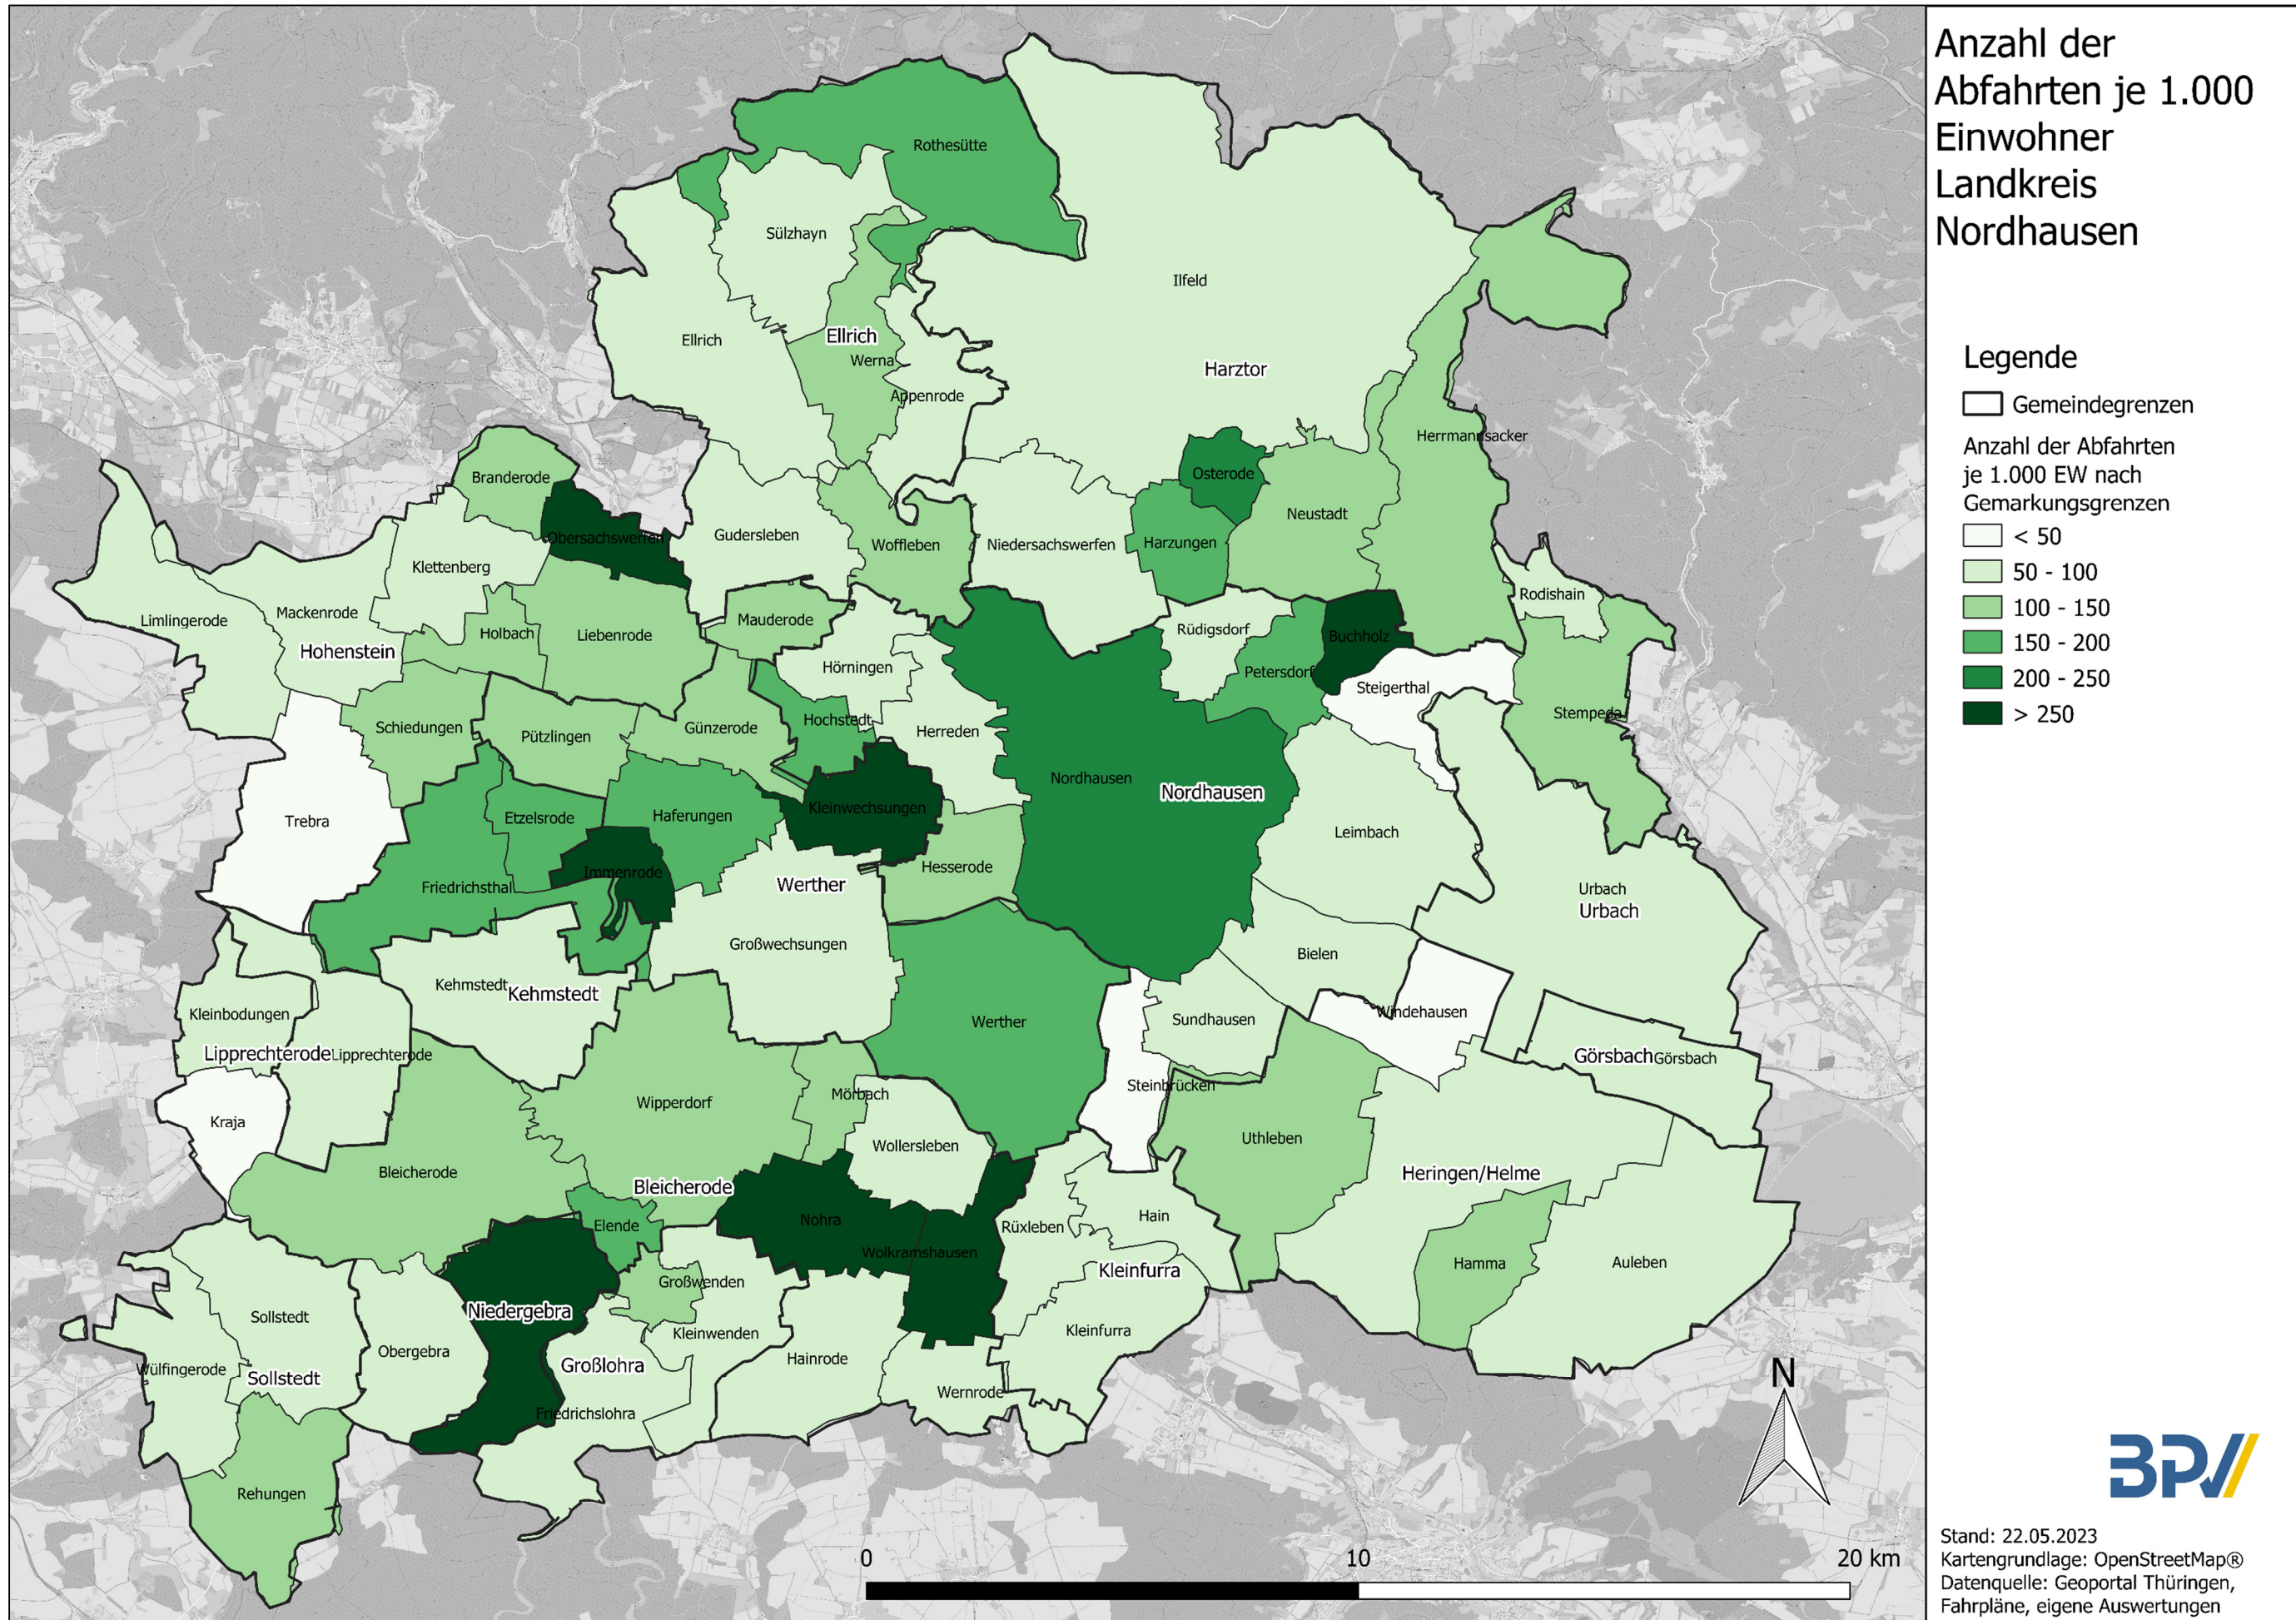 Anzahl der
Abfahrten je 1.000
Einwohner
Landkreis
Nordhausen
Legende
Gemeindegrenzen
Anzahl der Abfahrten
je 1.000 EW nach
Gemarkungsgrenzen
< 50
50 - 100
100 - 150
150 - 200
200 - 250
> 250
Rothesütte
Sülzhayn
Ilfeld
Ellrich
Ellrich
Werna
Harztor
Appenrode
Herrmannsacker
Branderode
Osterode
Neustadt
Obersachswerfen
Gudersleben
Woffleben
Niedersachswerfen
Harzungen
Klettenberg
Rodishain
Mackenrode
Limlingerode
Holbach
Liebenrode
Mauderode
Rüdigsdorf
Buchholz
Hohenstein
Hörningen
Petersdorf
Steigerthal
Schiedungen
Pützlingen
Günzerode
Hochstedt
Herreden
Stempeda
Nordhausen
Nordhausen
Kleinwechsungen
Trebra
Etzelsrode
Haferungen
Leimbach
Immenrode
Hesserode
Friedrichsthal
Werther
Urbach
Urbach
Großwechsungen
Bielen
Kehmstedt
Kehmstedt
Kleinbodungen
Werther
Sundhausen
Windehausen
Lipprechterode
Lipprechterode
Görsbach
Görsbach
Steinbrücken
Mörbach
Wipperdorf
Kraja
Wollersleben
Uthleben
Bleicherode
Heringen/Helme
Bleicherode
Nohra
Elende
Rüxleben
Hain
Wolkramshausen
Hamma
Auleben
Kleinfurra
Großwenden
Niedergebra
Sollstedt
Kleinwenden
Kleinfurra
Obergebra
Hainrode
Großlohra
Wülfingerode
Sollstedt
Wernrode
Friedrichslohra
Rehungen
N
0
10
20 km
BPV
Stand: 22.05.2023
Kartengrundlage: OpenStreetMap®
Datenquelle: Geoportal Thüringen,
Fahrpläne, eigene Auswertungen